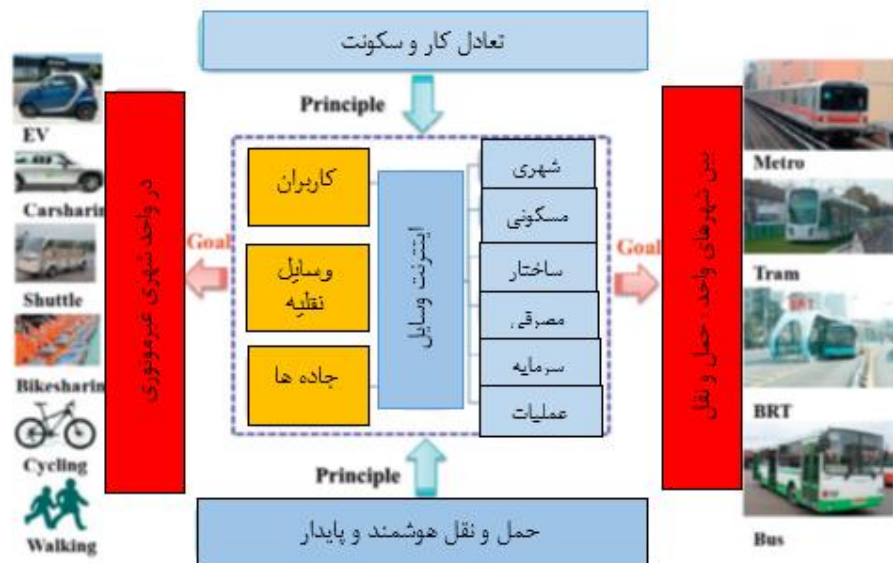 تعادل کار و سکونت
Principle
EV
Carsharin
Shuttle
Bikesharin
Cycling
Walking
در واحد شهری غیرموتوری
Goal
کاربران
وسایل
نقلیه
جاده ها
اینترنت وسایل
شهری
مسکونی
ساختار
مصرفی
سرمایه
عملیات
Goal
بین شهرهای واحد، حمل و نقل
Metro
Tram
BRT
Bus
Principle
حمل و نقل هوشمند و پایدار